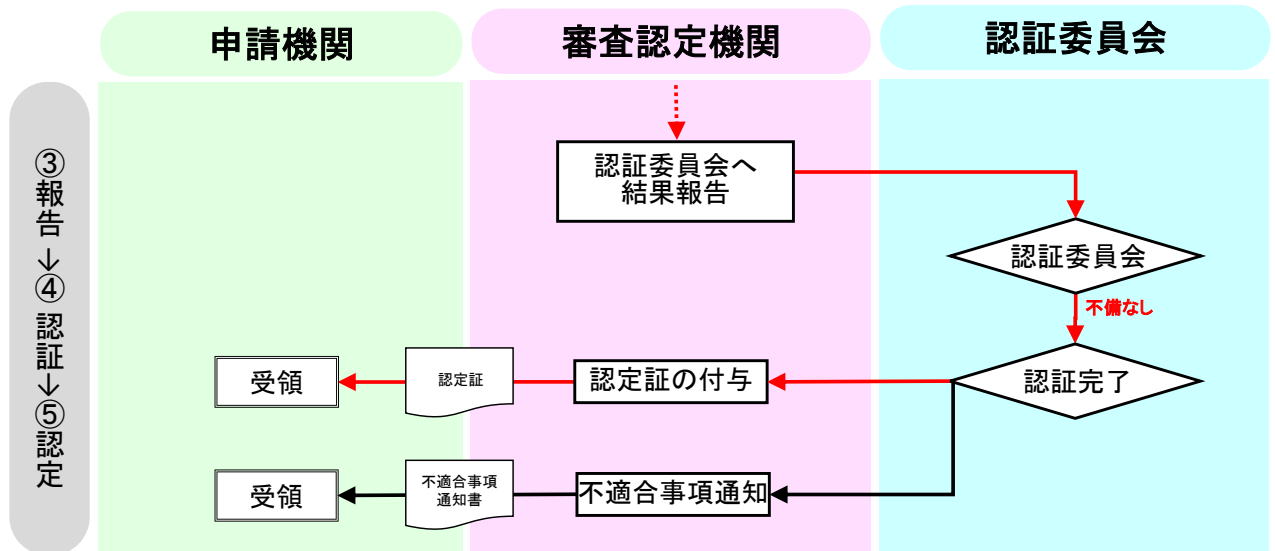 申請機関
審査認定機関
認証委員会
③報告→④認証→⑤認定
認証委員会へ
結果報告
認証委員会
不備なし
認証完了
認定証の付与
認定証
受領
不適合事項通知
不適合事項
通知書
受領